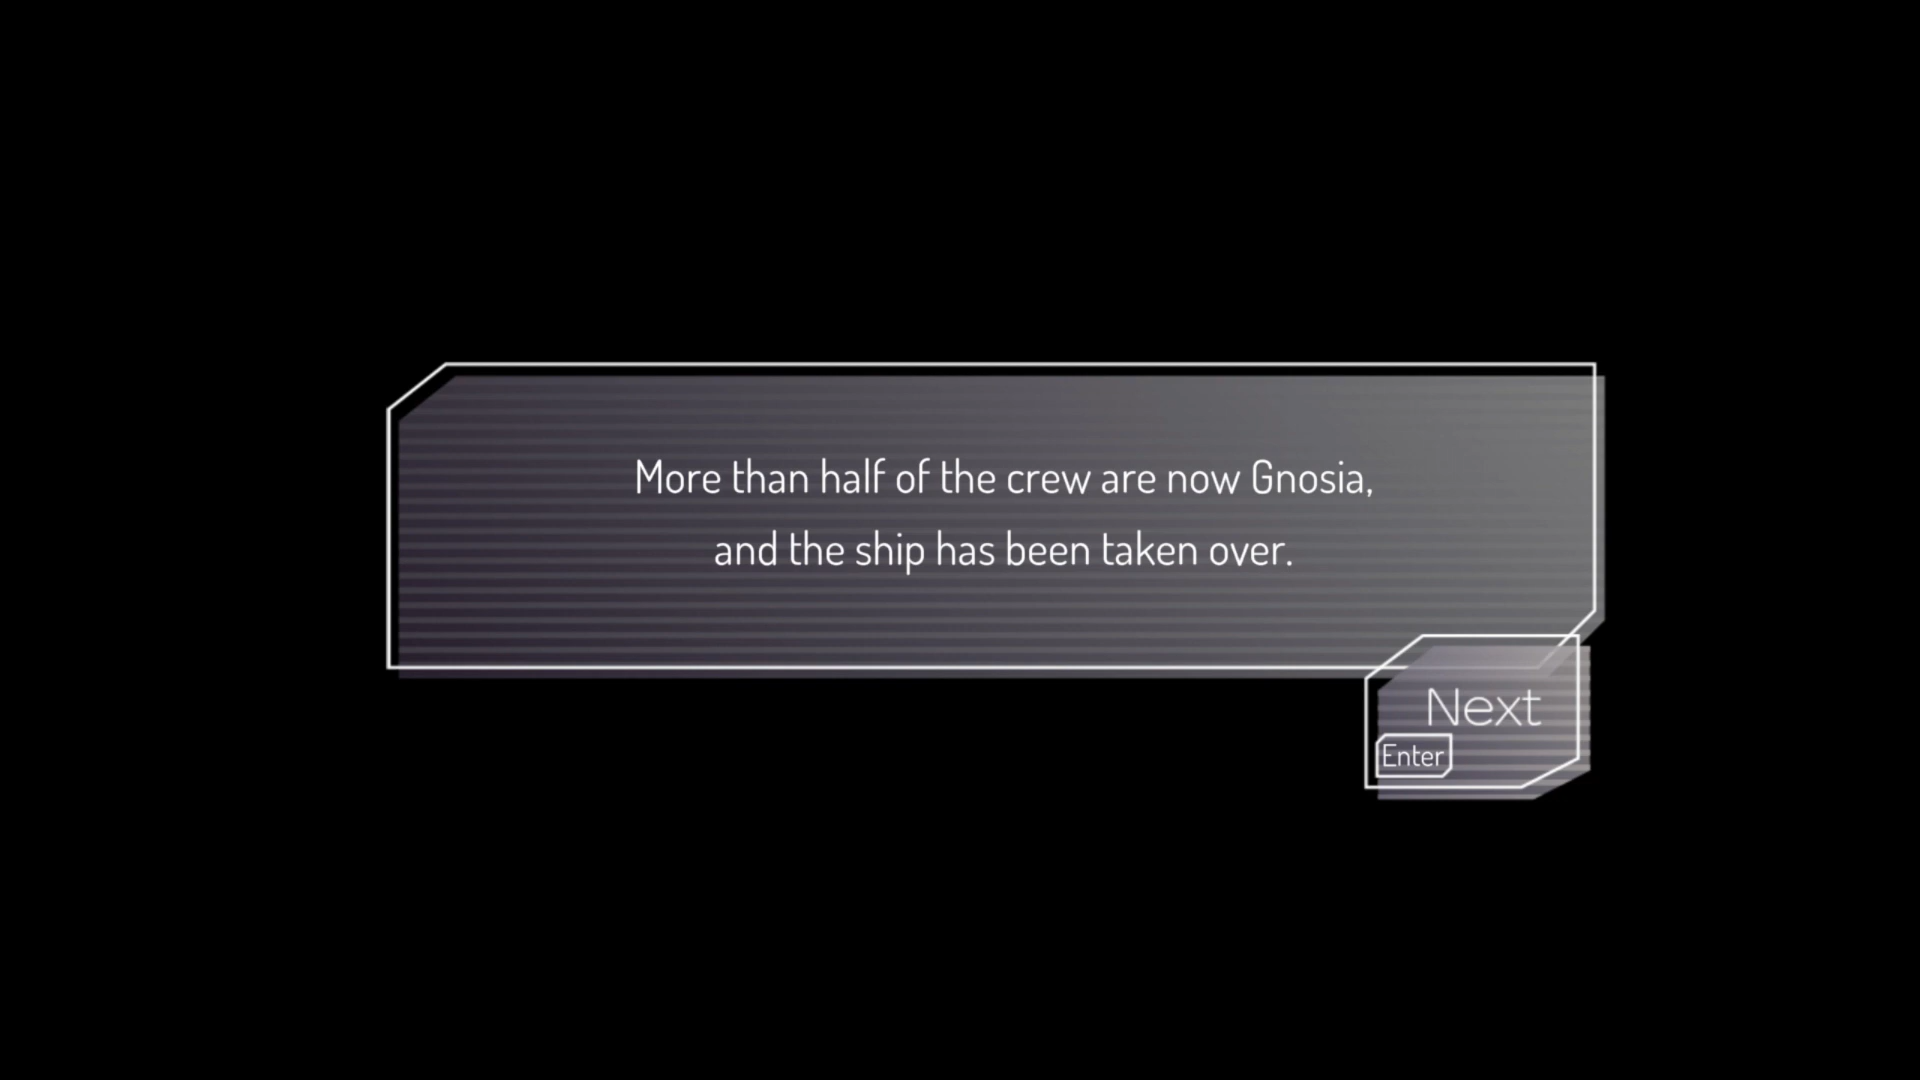 More than half of the crew are now Gnosia,
and the ship has been taken over.
Next
Enter